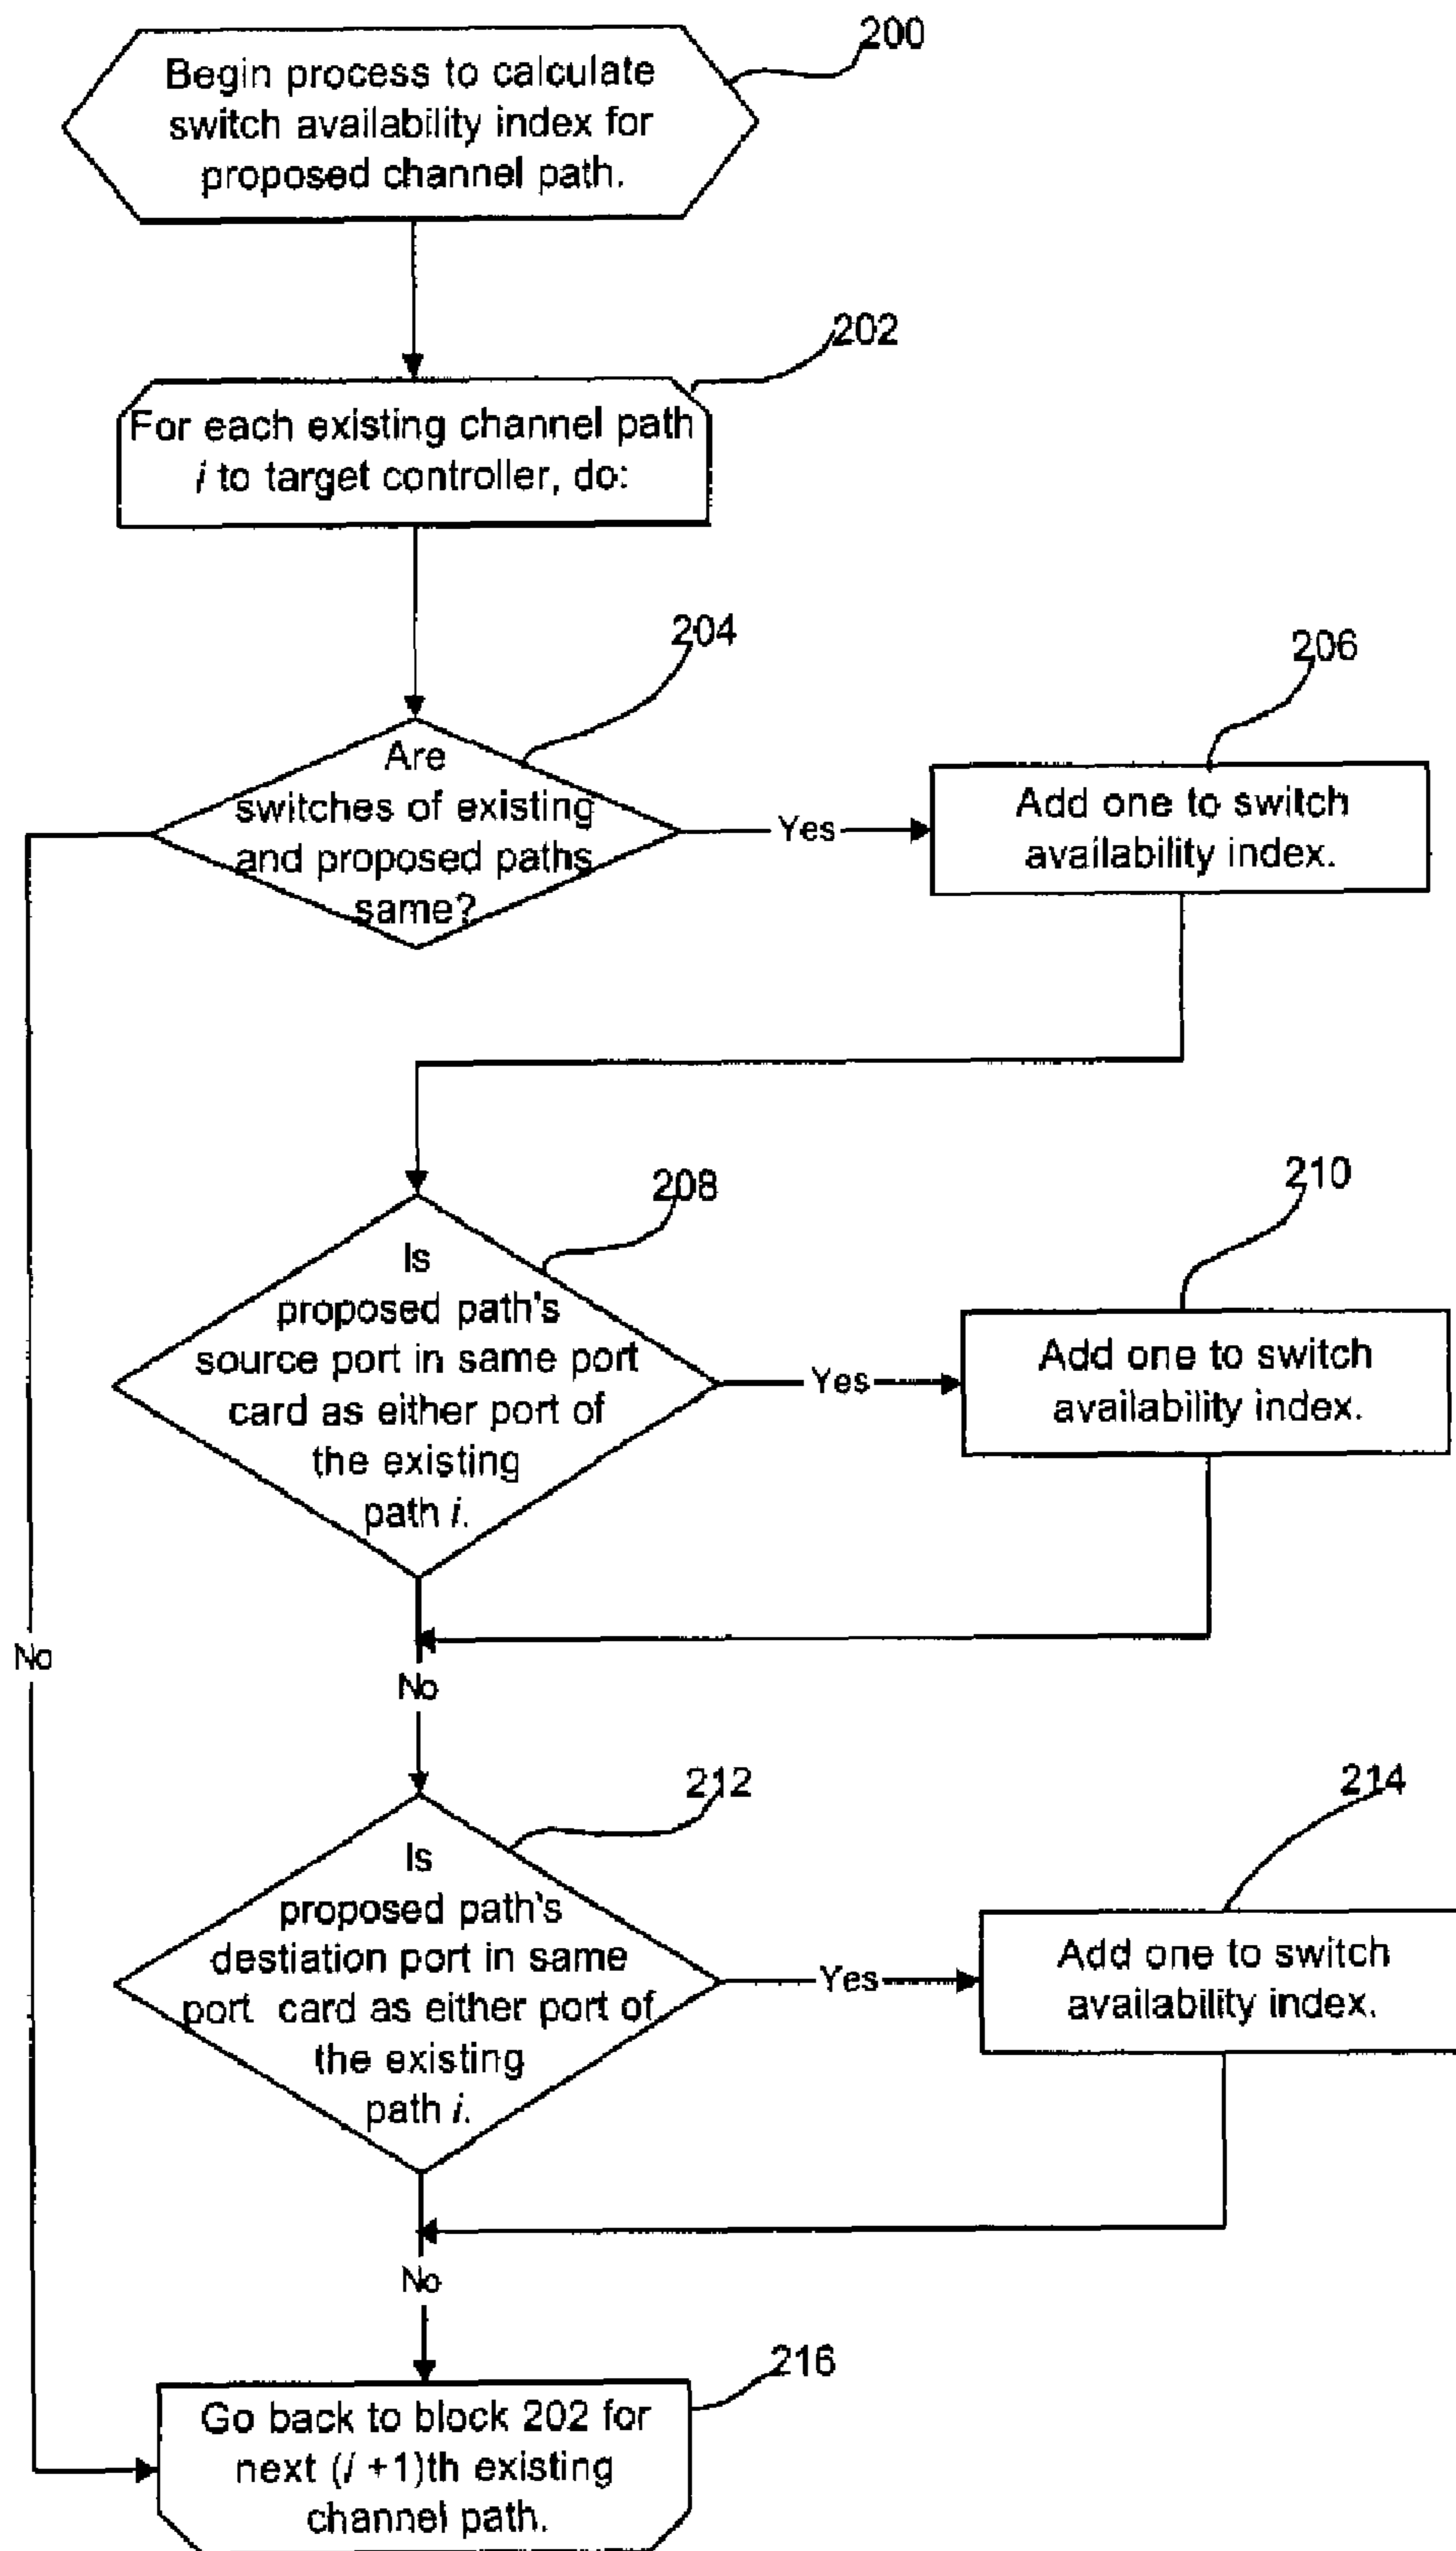 200
Begin process to calculate
switch availability index for
proposed channel path.
202
For each existing channel path
i to target controller, do:
204
Are
switches of existing
and proposed paths
same?
Yes
206
Add one to switch
availability index.
208
Is
proposed path's
source port in same port
card as either port of
the existing
path i.
Yes
210
Add one to switch
availability index.
No
No
212
Is
proposed path's
destiation port in same
port card as either port of
the existing
path i.
Yes
214
Add one to switch
availability index.
No
216
Go back to block 202 for
next (i +1)th existing
channel path.